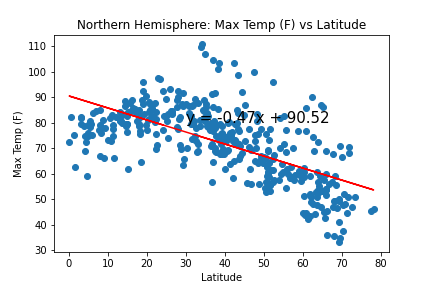 Northern Hemisphere: Max Temp (F) vs Latitude
Max Temp (F)
110
100
90
80
70
60
50
40
30
y = -0.47x + 90.52
0 10 20 30 40 50 60 70 80
Latitude